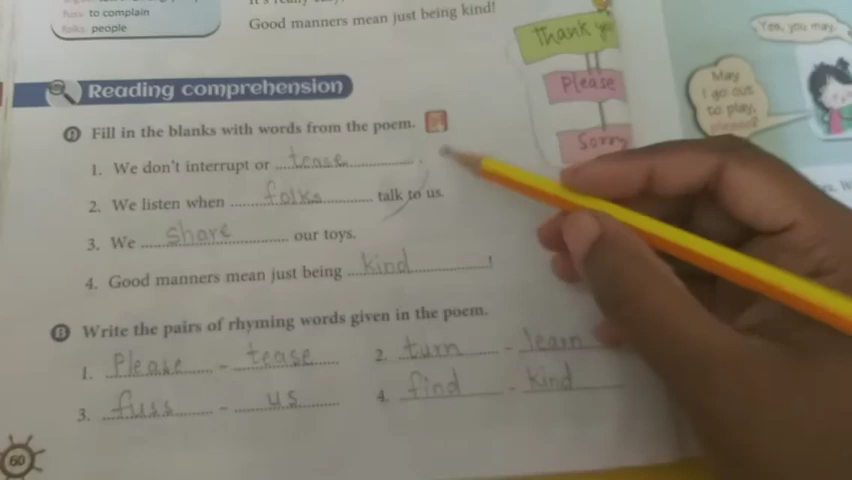 to complain
folks. people
Good manners mean just being kind!
Thank yo
Please
Sorry
Yes, you may.
May
I go out
to play,
please?
Reading comprehension
A Fill in the blanks with words from the poem.
1. We don't interrupt or tease .
2. We listen when folks talk to us.
3. We share our toys.
4. Good manners mean just being kind !
B Write the pairs of rhyming words given in the poem.
1. Please - tease 2. turn - learn
3. fuss - us 4. find - kind
60